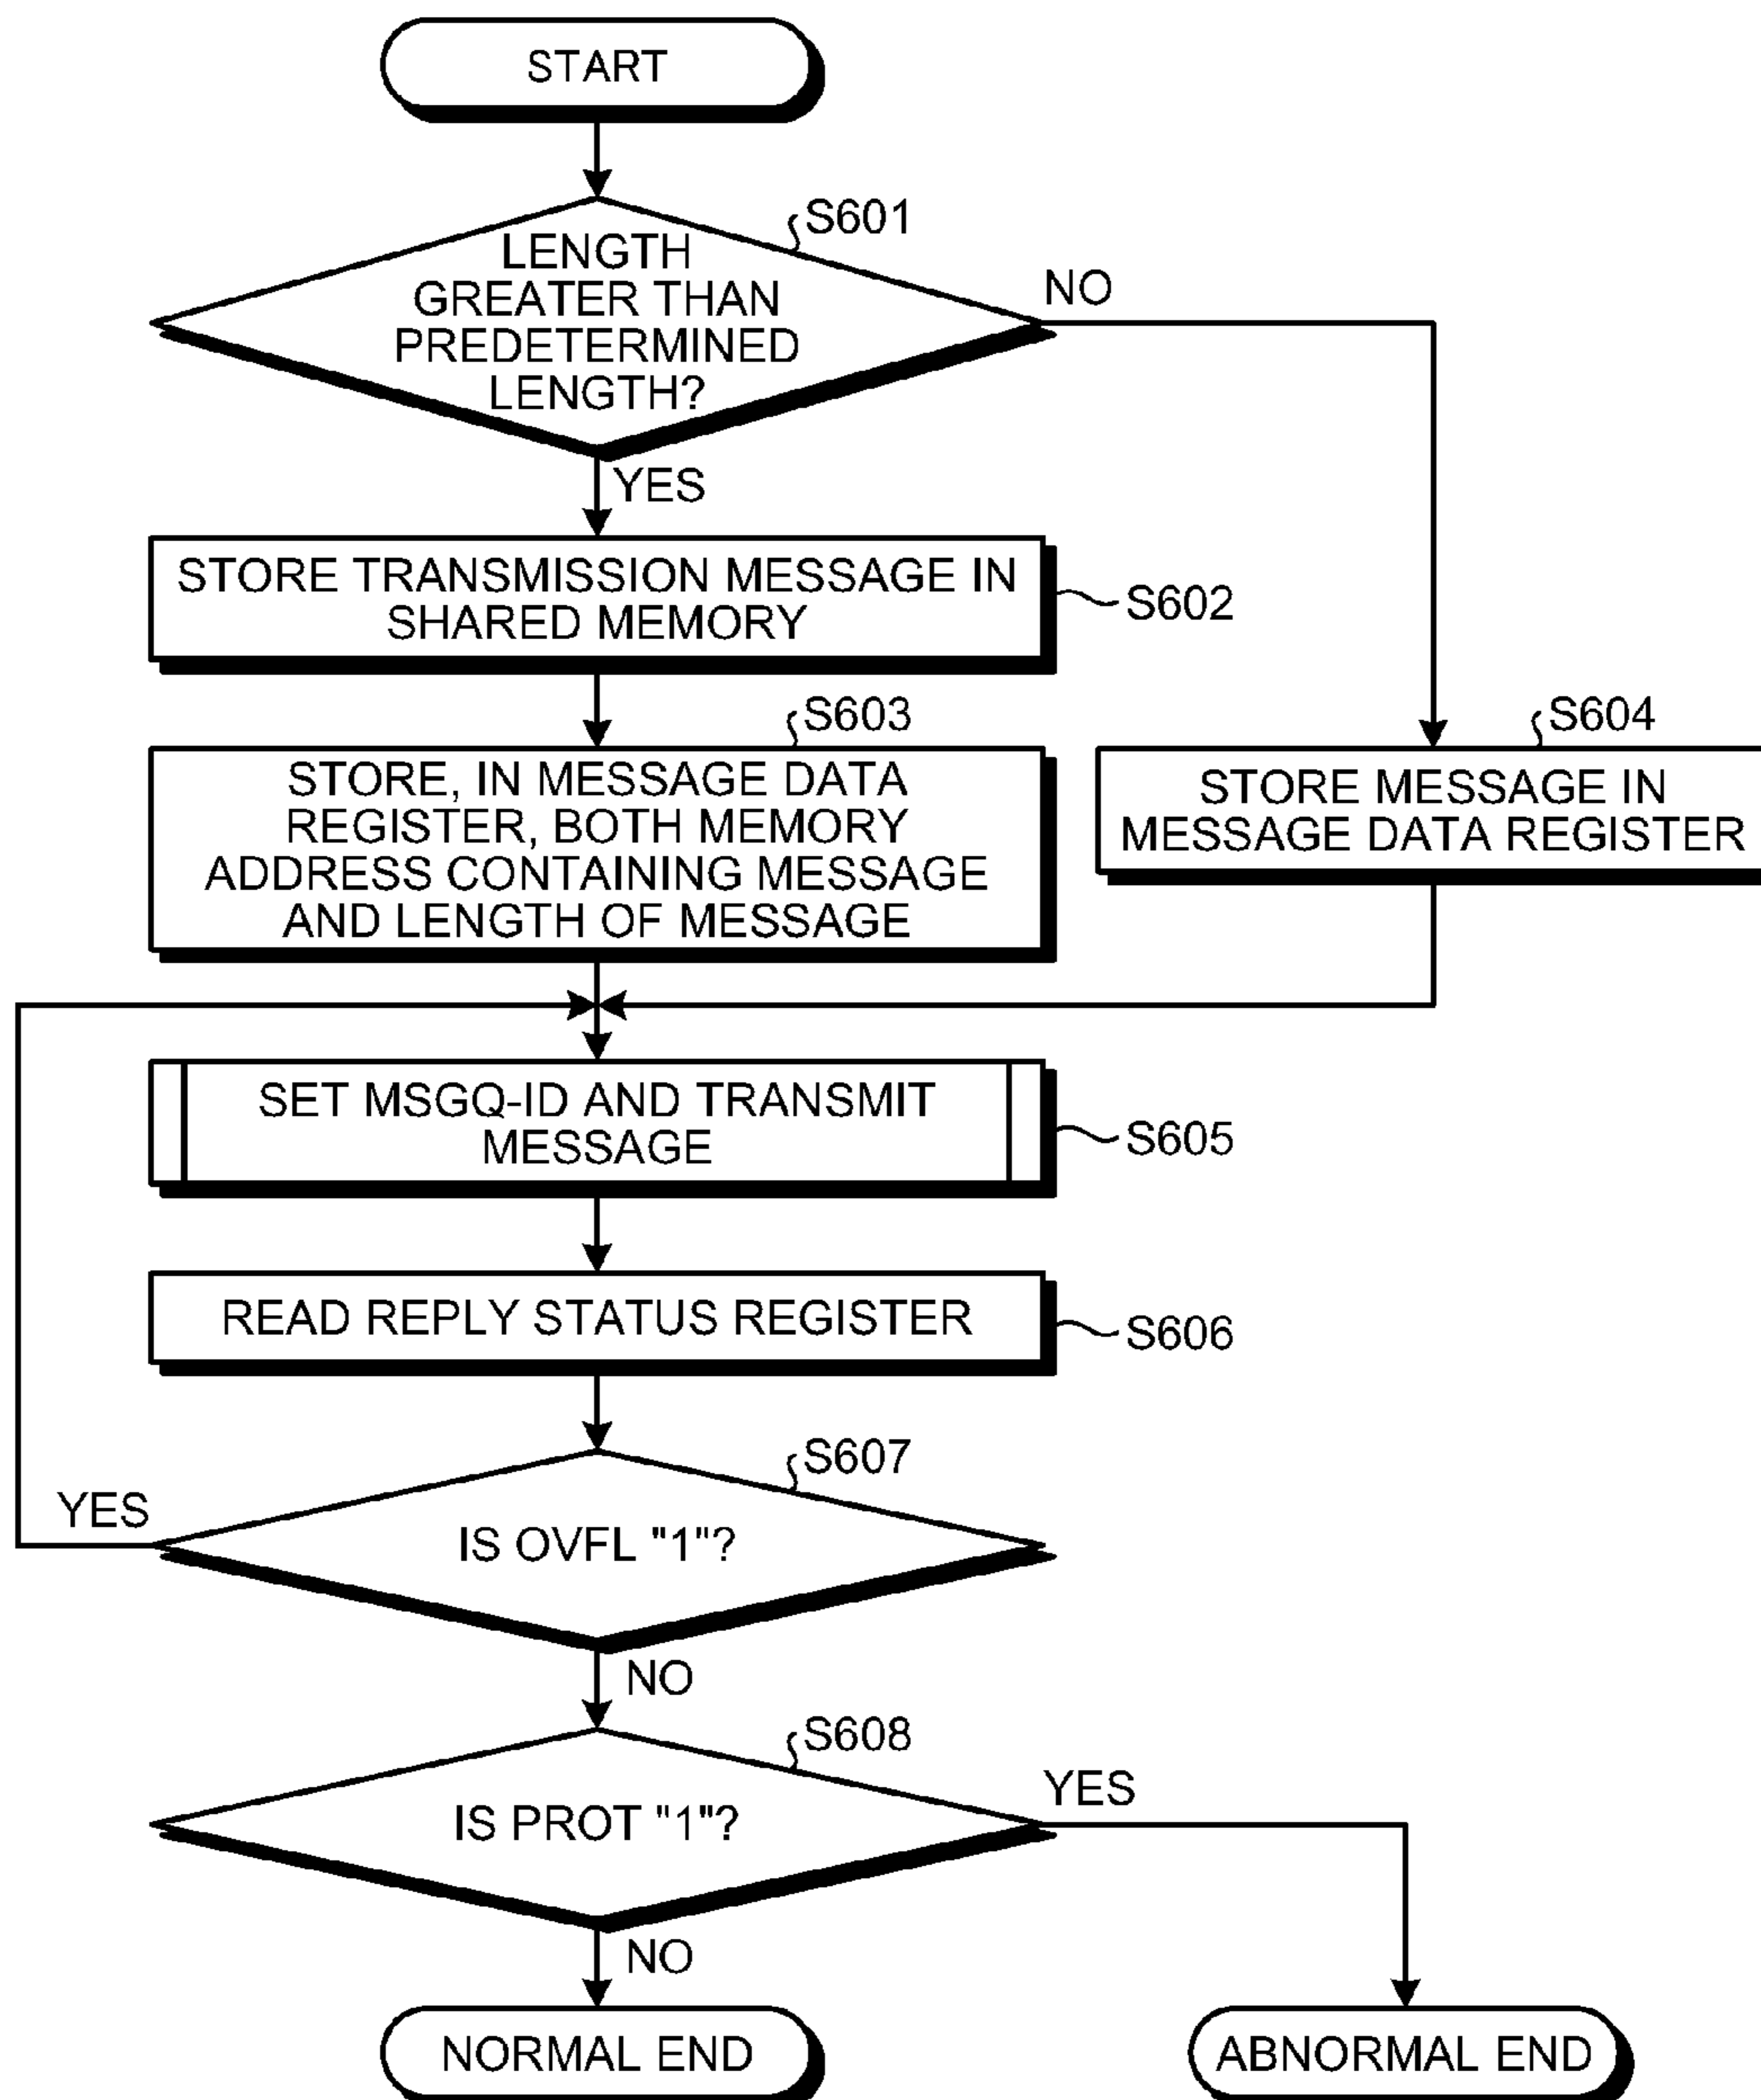 START
S601
LENGTH
GREATER THAN
PREDETERMINED
LENGTH?
NO
YES
STORE TRANSMISSION MESSAGE IN
SHARED MEMORY
S602
S603
STORE, IN MESSAGE DATA
REGISTER, BOTH MEMORY
ADDRESS CONTAINING MESSAGE
AND LENGTH OF MESSAGE
S604
STORE MESSAGE IN
MESSAGE DATA REGISTER
SET MSGQ-ID AND TRANSMIT
MESSAGE
S605
READ REPLY STATUS REGISTER
S606
S607
YES
IS OVFL "1"?
NO
S608
YES
IS PROT "1"?
NO
NORMAL END
ABNORMAL END